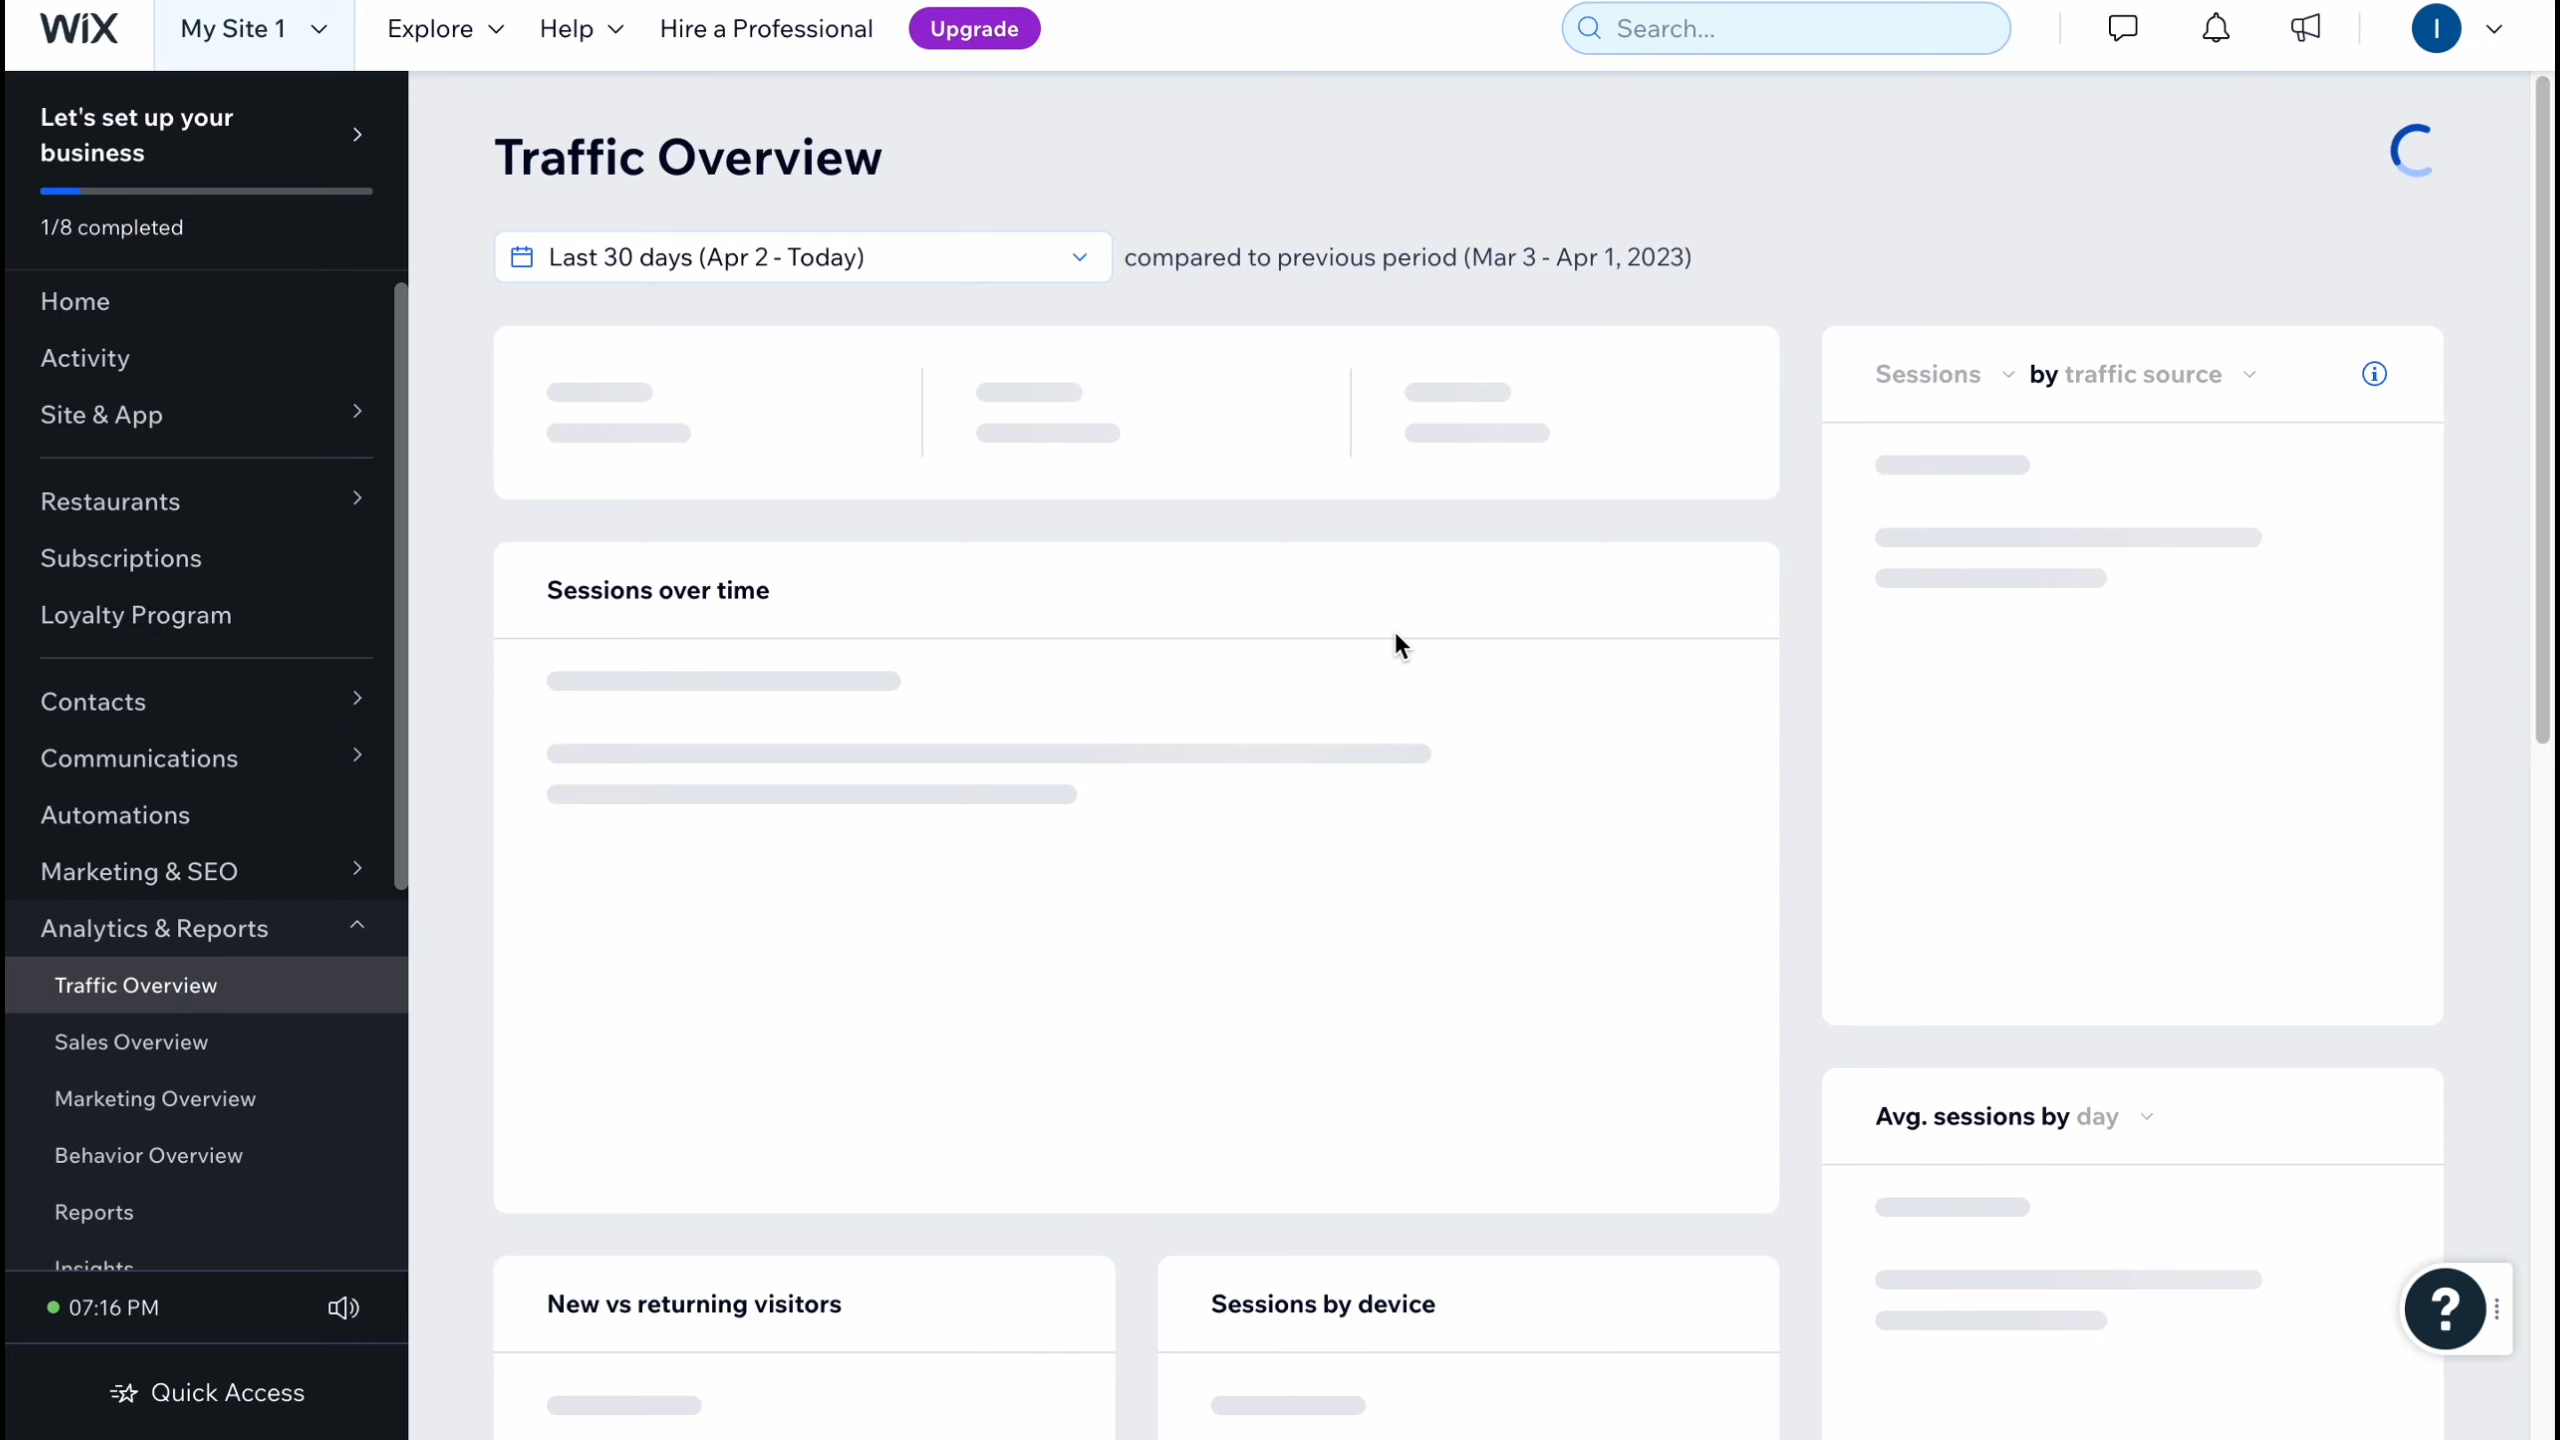 WiX
My Site 1
Explore
Help
Hire a Professional
Upgrade
Search...
I
Let's set up your
business
1/8 completed
Home
Activity
Site & App
Restaurants
Subscriptions
Loyalty Program
Contacts
Communications
Automations
Marketing & SEO
Analytics & Reports
Traffic Overview
Sales Overview
Marketing Overview
Behavior Overview
Reports
Insights
07:16 PM
Quick Access
Traffic Overview
Last 30 days (Apr 2 - Today)
compared to previous period (Mar 3 - Apr 1, 2023)
Sessions by traffic source
Sessions over time
Avg. sessions by day
New vs returning visitors
Sessions by device
?